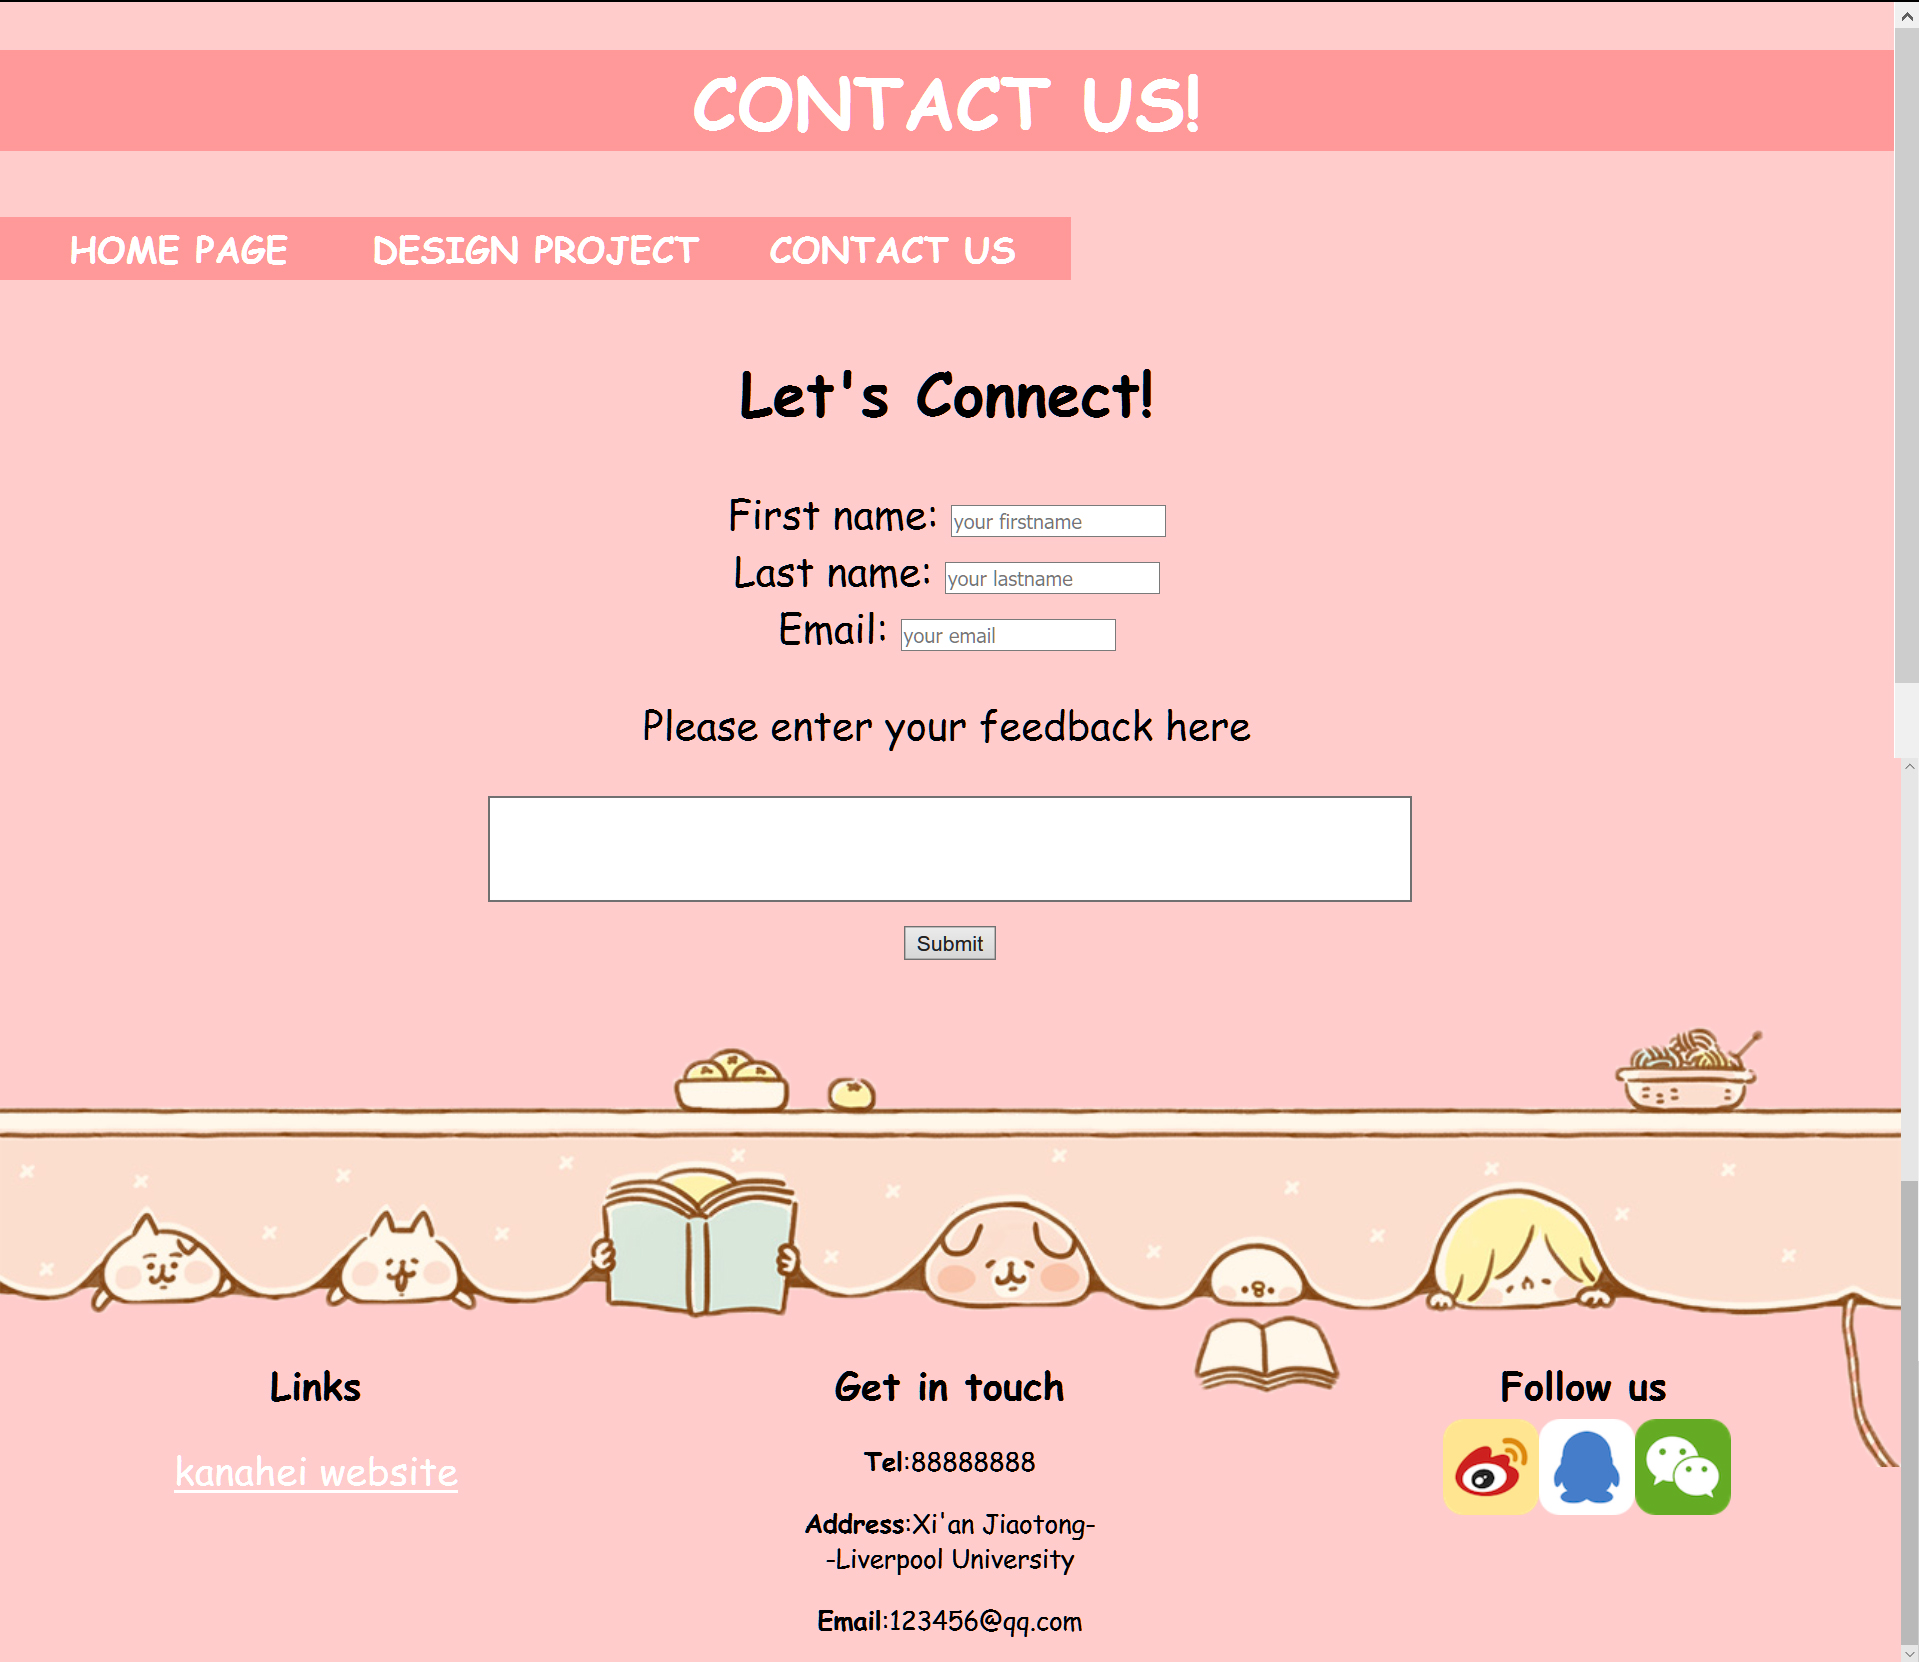 CONTACT US!
HOME PAGE DESIGN PROJECT CONTACT US
Let's Connect!
First name: your firstname
Last name: your lastname
Email: your email
Please enter your feedback here
Submit
Links
kanahei website
Get in touch
Tel:88888888
Address:Xi'an Jiaotong-
-Liverpool University
Email:123456@qq.com
Follow us